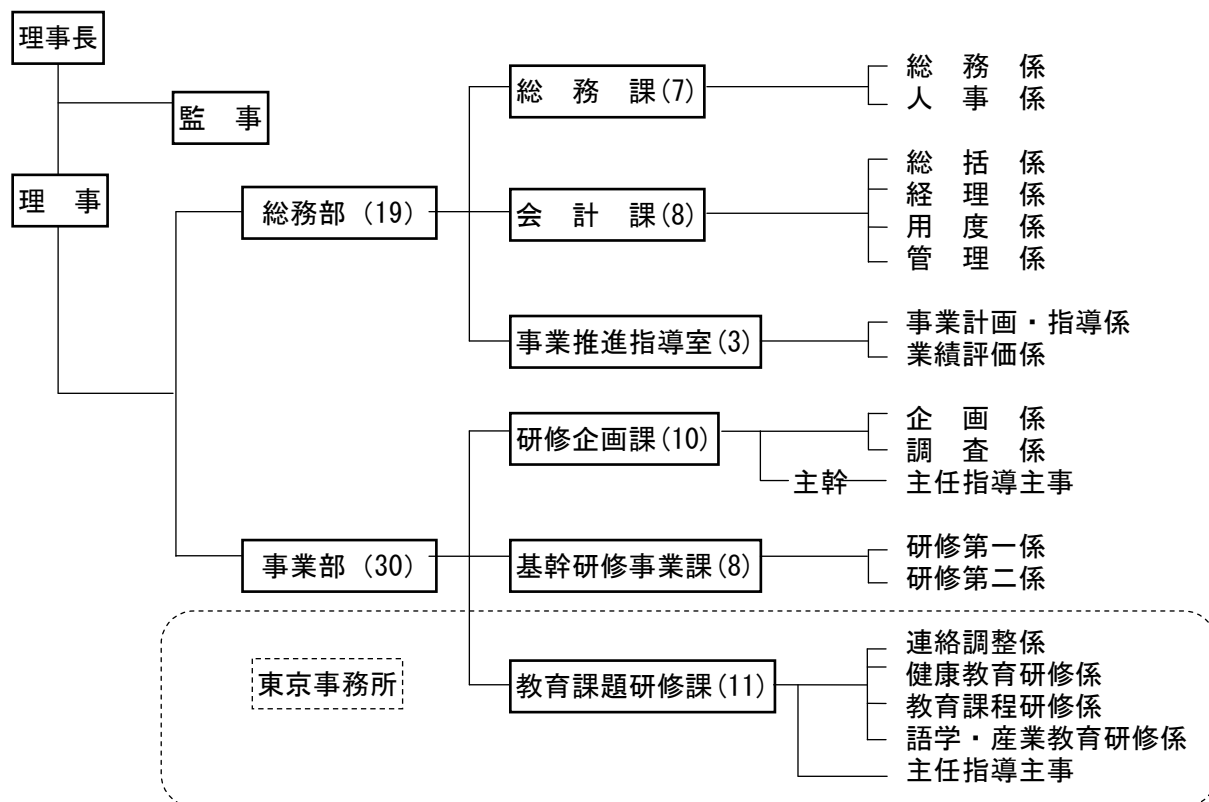 理事長
監　事
理　事
総務部（19）
総　務　課(7)
総　務　係
人　事　係
会　計　課(8)
総　括　係
経　理　係
用　度　係
管　理　係
事業推進指導室(3)
事業計画・指導係
業績評価係
事業部（30）
研修企画課(10)
企　画　係
調　査　係
主幹
主任指導主事
基幹研修事業課(8)
研修第一係
研修第二係
東京事務所
教育課題研修課(11)
連絡調整係
健康教育研修係
教育課程研修係
語学・産業教育研修係
主任指導主事